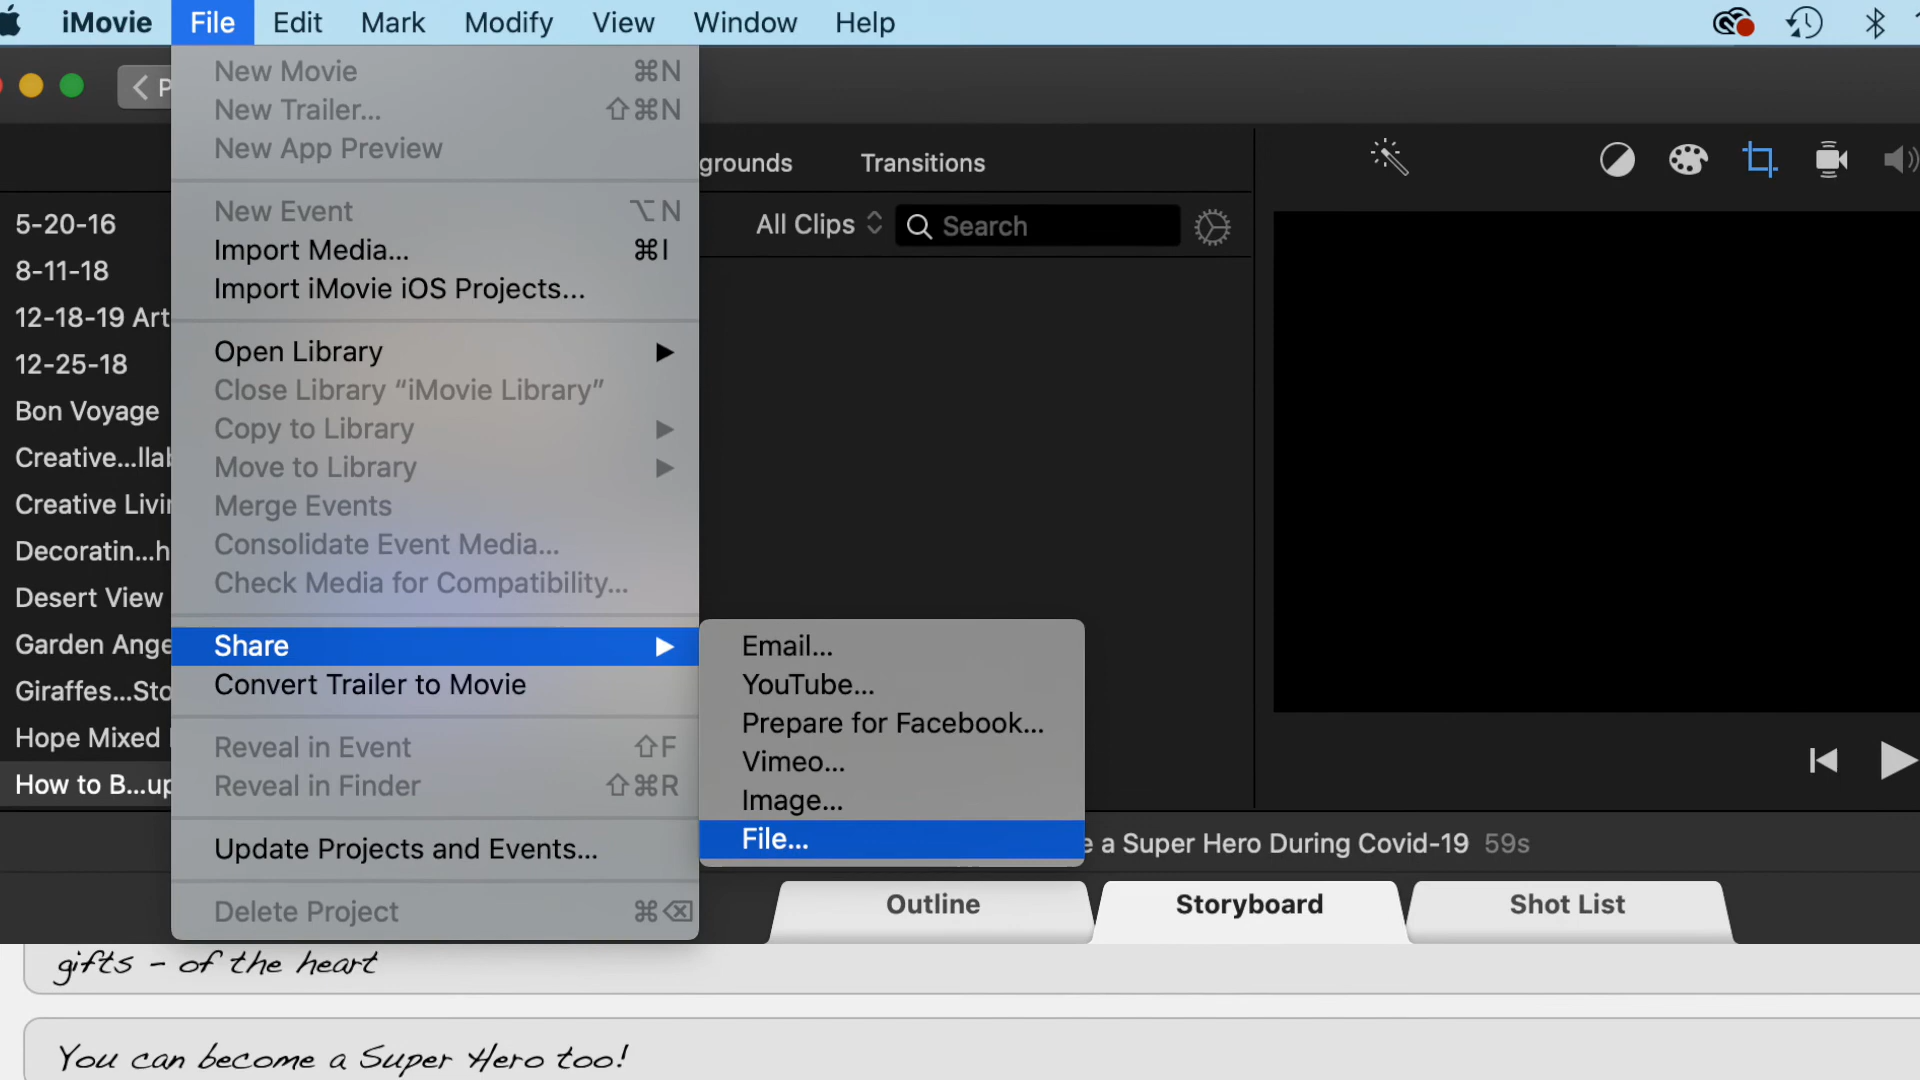 iMovie File Edit Mark Modify View Window Help
New Movie ⌘N
New Trailer... ⇧⌘N
New App Preview
New Event ⌥N
Import Media... ⌘I
Import iMovie iOS Projects...
Open Library
Close Library “iMovie Library”
Copy to Library
Move to Library
Merge Events
Consolidate Event Media...
Check Media for Compatibility...
Share
Convert Trailer to Movie
Reveal in Event ⇧F
Reveal in Finder ⇧⌘R
Update Projects and Events...
Delete Project ⌘⌫
Email...
YouTube...
Prepare for Facebook...
Vimeo...
Image...
File...
grounds Transitions
All Clips Search
5-20-16
8-11-18
12-18-19 Art
12-25-18
Bon Voyage
Creative...llab
Creative Livi
Decoratin...h
Desert View
Garden Ange
Giraffes...Sto
Hope Mixed
How to B...up
a Super Hero During Covid-19 59s
Outline Storyboard Shot List
gifts - of the heart
You can become a Super Hero too!